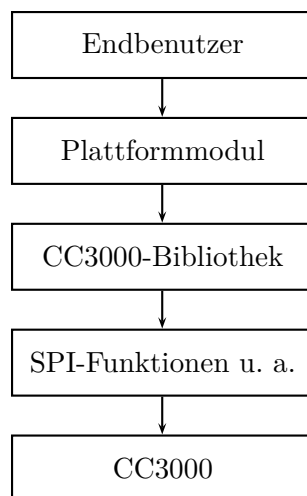 Endbenutzer
Plattformmodul
CC3000-Bibliothek
SPI-Funktionen u. a.
CC3000